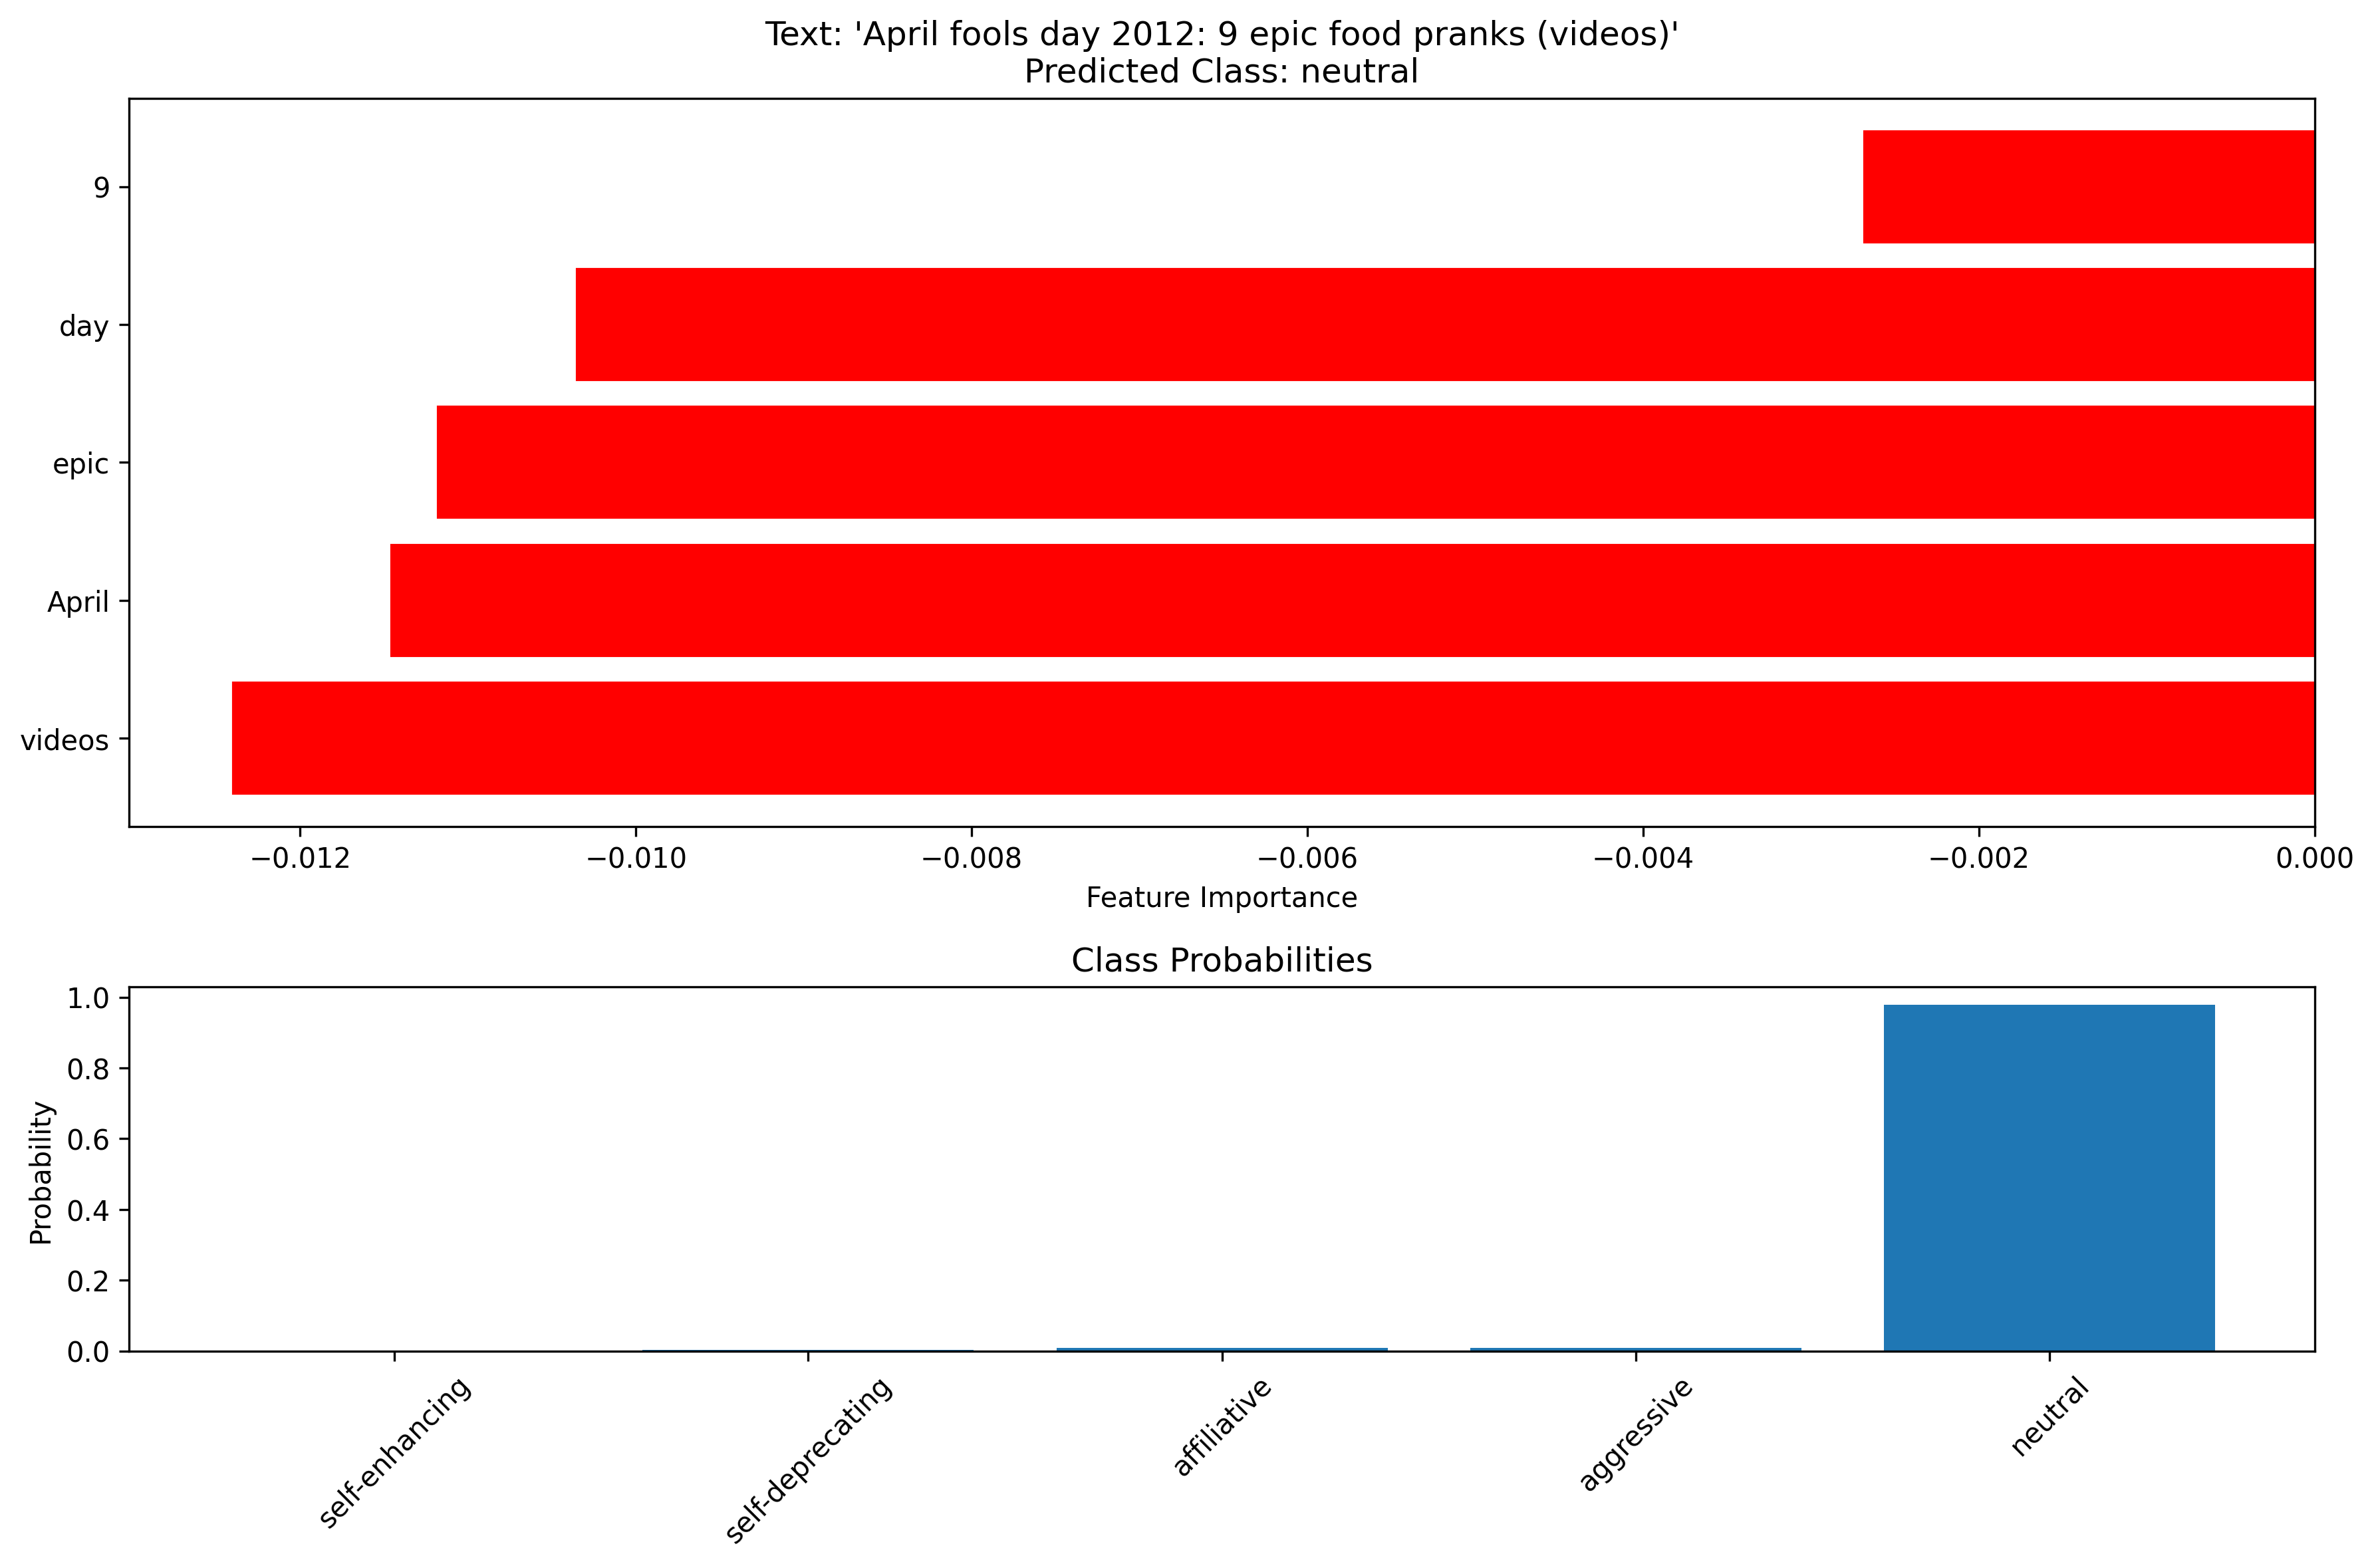 Text: 'April fools day 2012: 9 epic food pranks (videos)'
Predicted Class: neutral
9
day
epic
April
videos
−0.012 −0.010 −0.008 −0.006 −0.004 −0.002 0.000
Feature Importance
Class Probabilities
1.0
0.8
0.6
0.4
0.2
0.0
Probability
self-enhancing
self-deprecating
affiliative
aggressive
neutral